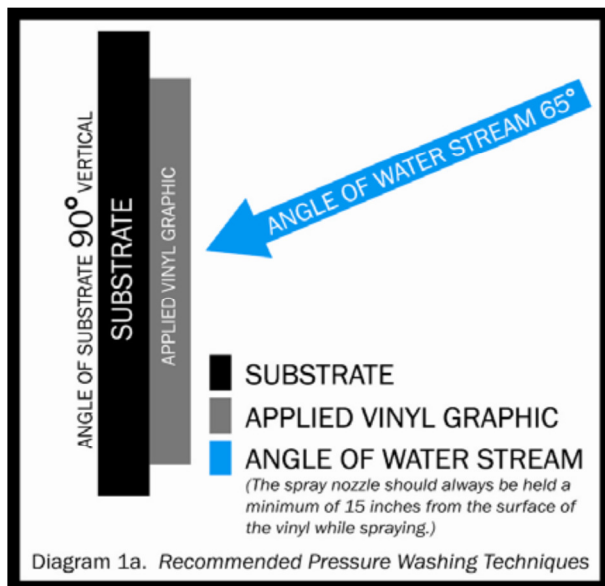 ANGLE OF SUBSTRATE 90° VERTICAL
SUBSTRATE
APPLIED VINYL GRAPHIC
ANGLE OF WATER STREAM 65°
SUBSTRATE
APPLIED VINYL GRAPHIC
ANGLE OF WATER STREAM
(The spray nozzle should always be held a
minimum of 15 inches from the surface of
the vinyl while spraying.)
Diagram 1a. Recommended Pressure Washing Techniques